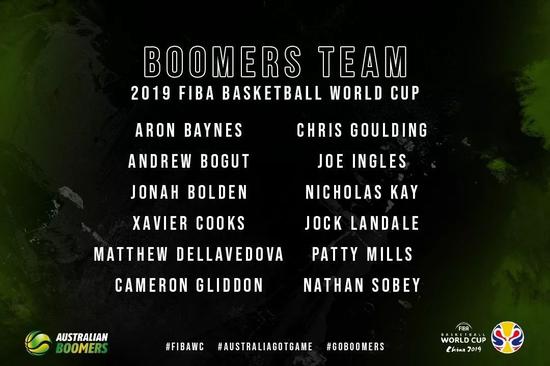 BOOMERS TEAM
2019 FIBA BASKETBALL WORLD CUP
ARON BAYNES
ANDREW BOGUT
JONAH BOLDEN
XAVIER COOKS
MATTHEW DELLAVEDOVA
CAMERON GLIDDON
CHRIS GOULDING
JOE INGLES
NICHOLAS KAY
JOCK LANDALE
PATTY MILLS
NATHAN SOBEY
AUSTRALIAN
BOOMERS
#FIBAWC #AUSTRALIAGOTGAME #GOBOOMERS
FIBA
BASKETBALL
WORLD CUP
China 2019